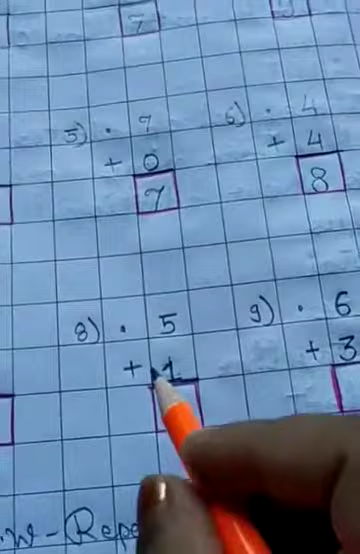 7
5) . 7 6) . 4
+ 0 + 4
7 8
8) . 5 9) . 6
+ 1 + 3